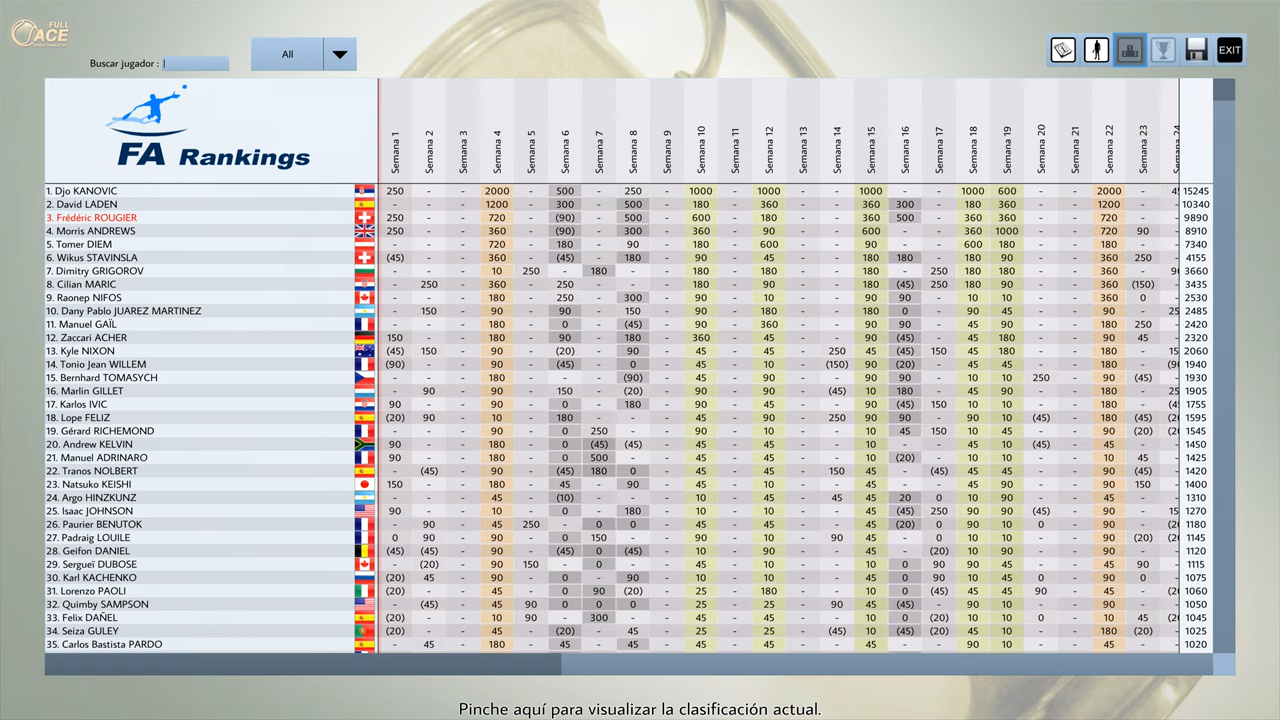 FULL
ACE
Buscar jugador : All EXIT
FA Rankings
Semana 1 Semana 2 Semana 3 Semana 4 Semana 5 Semana 6 Semana 7 Semana 8 Semana 9 Semana 10 Semana 11 Semana 12 Semana 13 Semana 14 Semana 15 Semana 16 Semana 17 Semana 18 Semana 19 Semana 20 Semana 21 Semana 22 Semana 23 Semana 24
1. Djo KANOVIC 250 - - 2000 - 500 - 250 - 1000 - 1000 - - 1000 - - 1000 600 - - 2000 - 15245
2. David LADEN - - - 1200 - 300 - 500 - 180 - 360 - - 360 300 - 180 360 - - 1200 - - 10340
3. Frédéric ROUGIER 250 - - 720 - (90) - 500 - 600 - 180 - - 360 500 - 360 360 - - 720 - - 9890
4. Morris ANDREWS 250 - - 360 - (90) - 300 - 360 - 90 - - 600 - - 360 1000 - - 720 90 - 8910
5. Tomer DIEM - - - 720 - 180 - 90 - 180 - 600 - - 90 - - 600 180 - - 180 - - 7340
6. Wikus STAVINSLA (45) - - 360 - (45) - 180 - 90 - 45 - - 180 180 - 180 90 - - 360 250 - 4155
7. Dimitry GRIGOROV - - - 10 250 - 180 - - 180 - 180 - - 180 - 250 180 180 - - 360 - 3660
8. Cilian MARIC - 250 - 360 - 250 - - - 180 - 90 - - 180 (45) 250 180 90 - - 360 (150) - 3435
9. Raonep NIFOS - - - 180 - 250 - 300 - 90 - 10 - - 90 90 - 10 10 - - 360 0 - 2530
10. Dany Pablo JUAREZ MARTINEZ - 150 - 90 - 90 - 150 - 90 - 180 - - 180 0 - 90 45 - - 90 - 2485
11. Manuel GAÏL - - - 180 - 0 - (45) - 90 - 360 - - 90 90 - 45 90 - - 180 250 - 2420
12. Zaccari ACHER 150 - - 180 - 90 - 180 - 360 - 45 - - 90 (45) - 45 180 - - 90 45 - 2320
13. Kyle NIXON (45) 150 - 90 - (20) - 90 - 45 - 45 - 250 45 (45) 150 45 180 - - 180 - 2060
14. Tonio Jean WILLEM (90) - - 90 - (45) - 0 - 45 - 45 - (150) 90 (20) - 45 45 - - 180 - 1940
15. Bernhard TOMASYCH - - - 180 - - - (90) - 45 - 45 - - 90 90 - 10 10 250 - 90 (45) - 1930
16. Marlin GILLET - 90 - 90 - 150 - (20) - 90 - 90 - (45) 10 180 - 45 45 - - 90 - 1905
17. Karlos IVIC 90 - - 90 - 0 - 180 - 45 - 45 - - 90 (45) 150 10 90 - - 180 - 1755
18. Lope FELIZ (20) 90 - 10 - 180 - - - 45 - 90 - 250 90 90 - 10 90 (45) - 45 (45) 1595
19. Gérard RICHEMOND - - - 90 - 0 250 - - 10 - 90 - - 10 45 150 10 45 - - 90 (20) 1545
20. Andrew KELVIN 90 - - 90 - 0 (45) (45) - 45 - 45 - - 10 - - 10 45 (45) - 90 - - 1450
21. Manuel ADRINARO 90 - - 180 - 0 500 - - 45 - 45 - - 10 (20) - 45 45 - - 10 45 - 1425
22. Tranos NOLBERT - (45) - 90 - (45) 180 0 - 45 - 45 - 150 45 - (45) 45 45 - - 90 (45) - 1420
23. Natsuko KEISHI 150 - - 180 - 45 - 90 - 10 - 10 - - 45 - - 10 90 - - 90 150 - 1400
24. Argo HINZKUNZ - - - 45 - (10) - - - 10 - 45 - 45 45 20 0 10 90 - - 45 - - 1310
25. Isaac JOHNSON 90 - - 10 - 0 - 180 - 10 - 45 - - 10 (45) 250 45 10 (45) - 90 - 1270
26. Paurier BENUTOK - 90 - 45 250 - 0 0 - 45 - 45 - - 10 (20) 0 90 10 0 - 90 - 1180
27. Padraig LOUILE 0 90 - 90 - 0 150 - - 10 - 10 - 90 10 - 0 10 45 - - 90 (20) 1145
28. Geifon DANIEL (45) (45) - 90 - (45) 0 (45) - 10 - 90 - - 45 - (20) 10 10 - - 90 - - 1120
29. Sergueï DUBOSE - (20) - 90 150 - 0 - - 10 - 10 - - 45 0 90 90 45 - - 45 90 - 1115
30. Karl KACHENKO (20) 45 - 90 - 0 - 90 - 10 - 10 - - 45 0 90 10 45 0 - 90 0 - 1075
31. Lorenzo PAOLI (20) - - 45 - 0 90 (20) - 10 - 180 - - 10 0 (45) 45 45 90 - 45 - 1060
32. Quimby SAMPSON - (45) - 45 90 0 0 0 - 25 - 25 - 90 45 (45) - 10 45 - - 90 - - 1050
33. Felix DAÑEL (20) - - 10 90 - 300 - - 45 - 45 - - 10 0 (20) 10 10 0 - 10 45 1045
34. Seiza GULEY (20) - - 45 - (20) - 45 - 25 - 25 - (45) 10 (45) (20) 10 45 - - 180 (20) - 1025
35. Carlos Bastista PARDO - 45 - 180 - 45 - 45 - 45 - 45 - - 45 - - 90 10 - - 45 - - 1020
Pinche aquí para visualizar la clasificación actual.